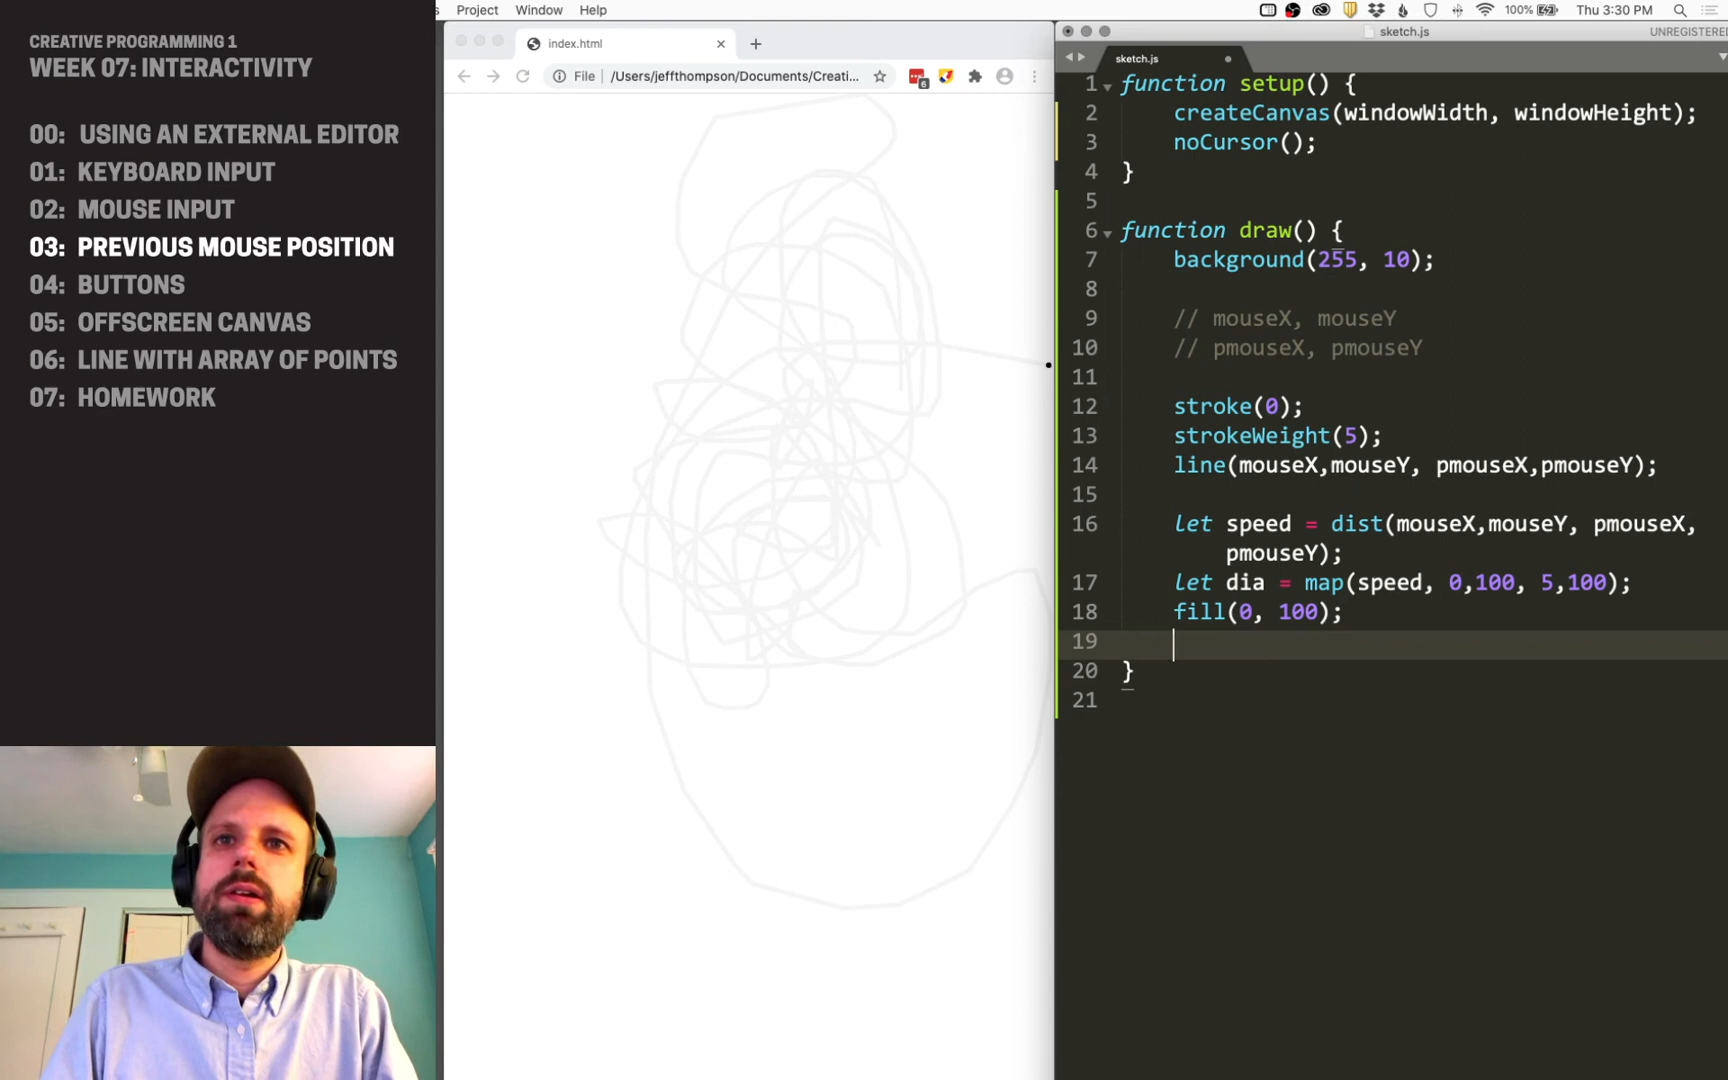 Project Window Help
100% Thu 3:30 PM
CREATIVE PROGRAMMING 1
WEEK 07: INTERACTIVITY
00: USING AN EXTERNAL EDITOR
01: KEYBOARD INPUT
02: MOUSE INPUT
03: PREVIOUS MOUSE POSITION
04: BUTTONS
05: OFFSCREEN CANVAS
06: LINE WITH ARRAY OF POINTS
07: HOMEWORK
index.html
File /Users/jeffthompson/Documents/Creati...
6
sketch.js
UNREGISTERED
sketch.js
1 function setup() {
2 createCanvas(windowWidth, windowHeight);
3 noCursor();
4 }
5
6 function draw() {
7 background(255, 10);
8
9 // mouseX, mouseY
10 // pmouseX, pmouseY
11
12 stroke(0);
13 strokeWeight(5);
14 line(mouseX,mouseY, pmouseX,pmouseY);
15
16 let speed = dist(mouseX,mouseY, pmouseX,
pmouseY);
17 let dia = map(speed, 0,100, 5,100);
18 fill(0, 100);
19
20 }
21